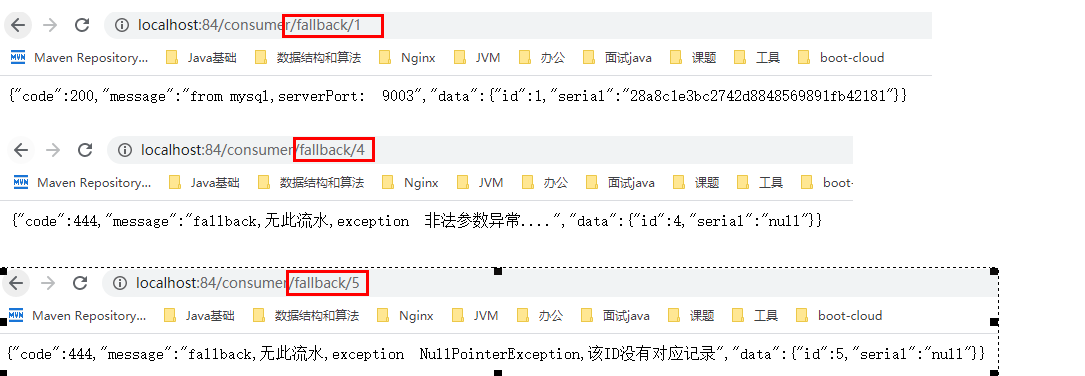 localhost:84/consumer/fallback/1
MVN Maven Repository... Java基础 数据结构和算法 Nginx JVM 办公 面试java 课题 工具 boot-cloud
{"code":200,"message":"from mysql,serverPort:  9003","data":{"id":1,"serial":"28a8c1e3bc2742d8848569891fb42181"}}
localhost:84/consumer/fallback/4
MVN Maven Repository... Java基础 数据结构和算法 Nginx JVM 办公 面试java 课题 工具 boot-
{"code":444,"message":"fallback,无此流水,exception  非法参数异常....","data":{"id":4,"serial":"null"}}
localhost:84/consumer/fallback/5
MVN Maven Repository... Java基础 数据结构和算法 Nginx JVM 办公 面试java 课题 工具 boot-cloud
{"code":444,"message":"fallback,无此流水,exception  NullPointerException,该ID没有对应记录","data":{"id":5,"serial":"null"}}